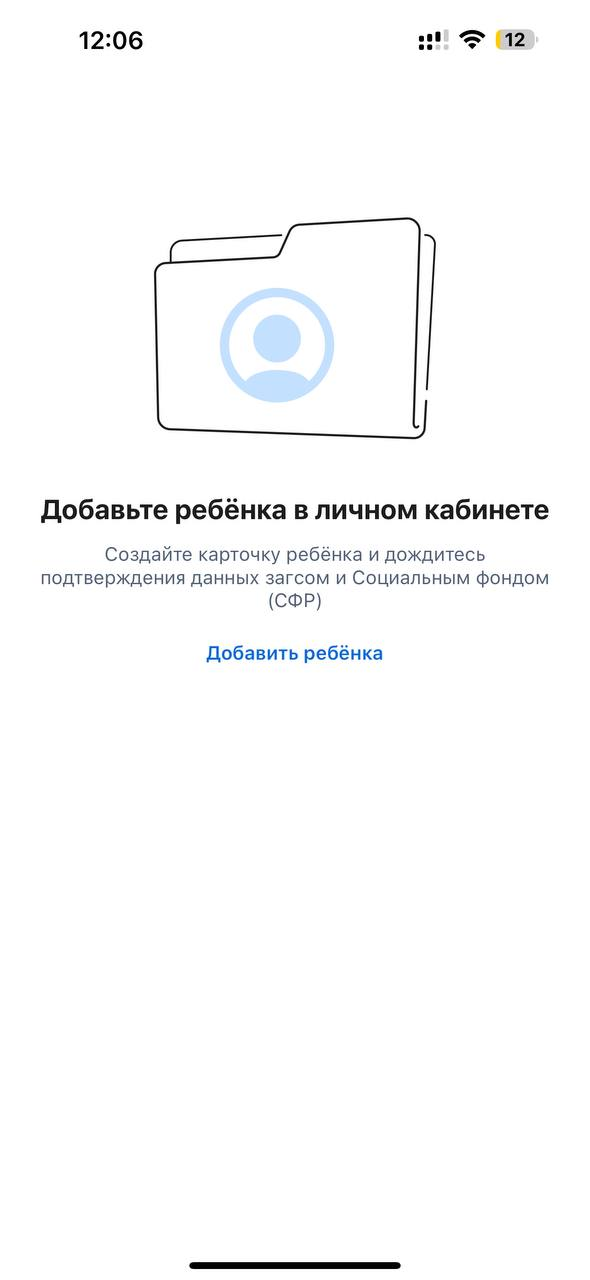 12:06
12
Добавьте ребёнка в личном кабинете
Создайте карточку ребёнка и дождитесь
подтверждения данных загсом и Социальным фондом
(СФР)
Добавить ребёнка